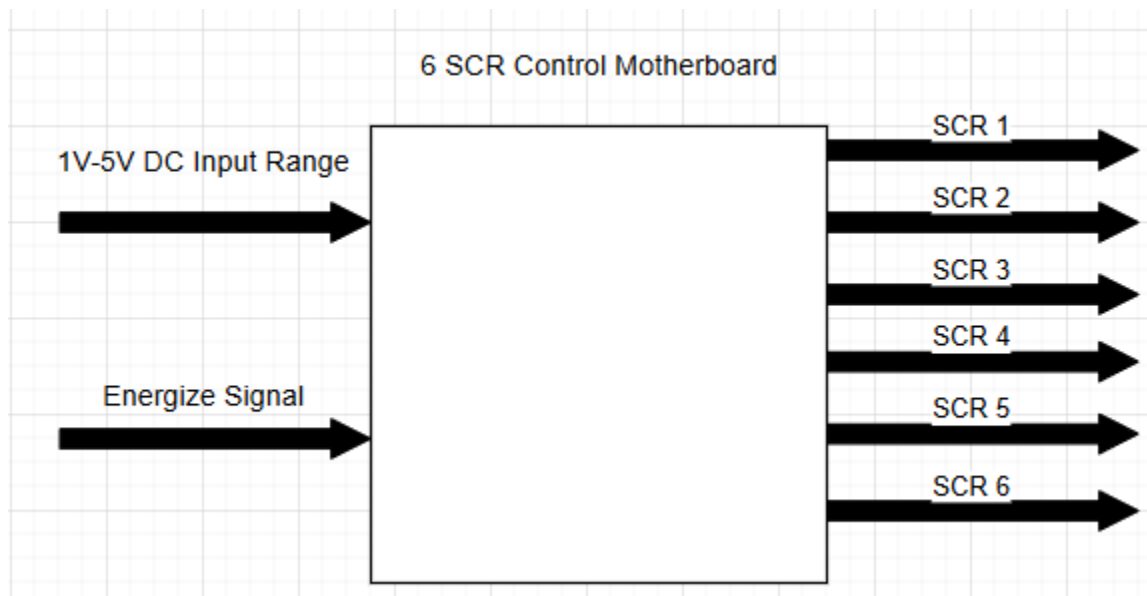 6 SCR Control Motherboard
1V-5V DC Input Range
Energize Signal
SCR 1
SCR 2
SCR 3
SCR 4
SCR 5
SCR 6